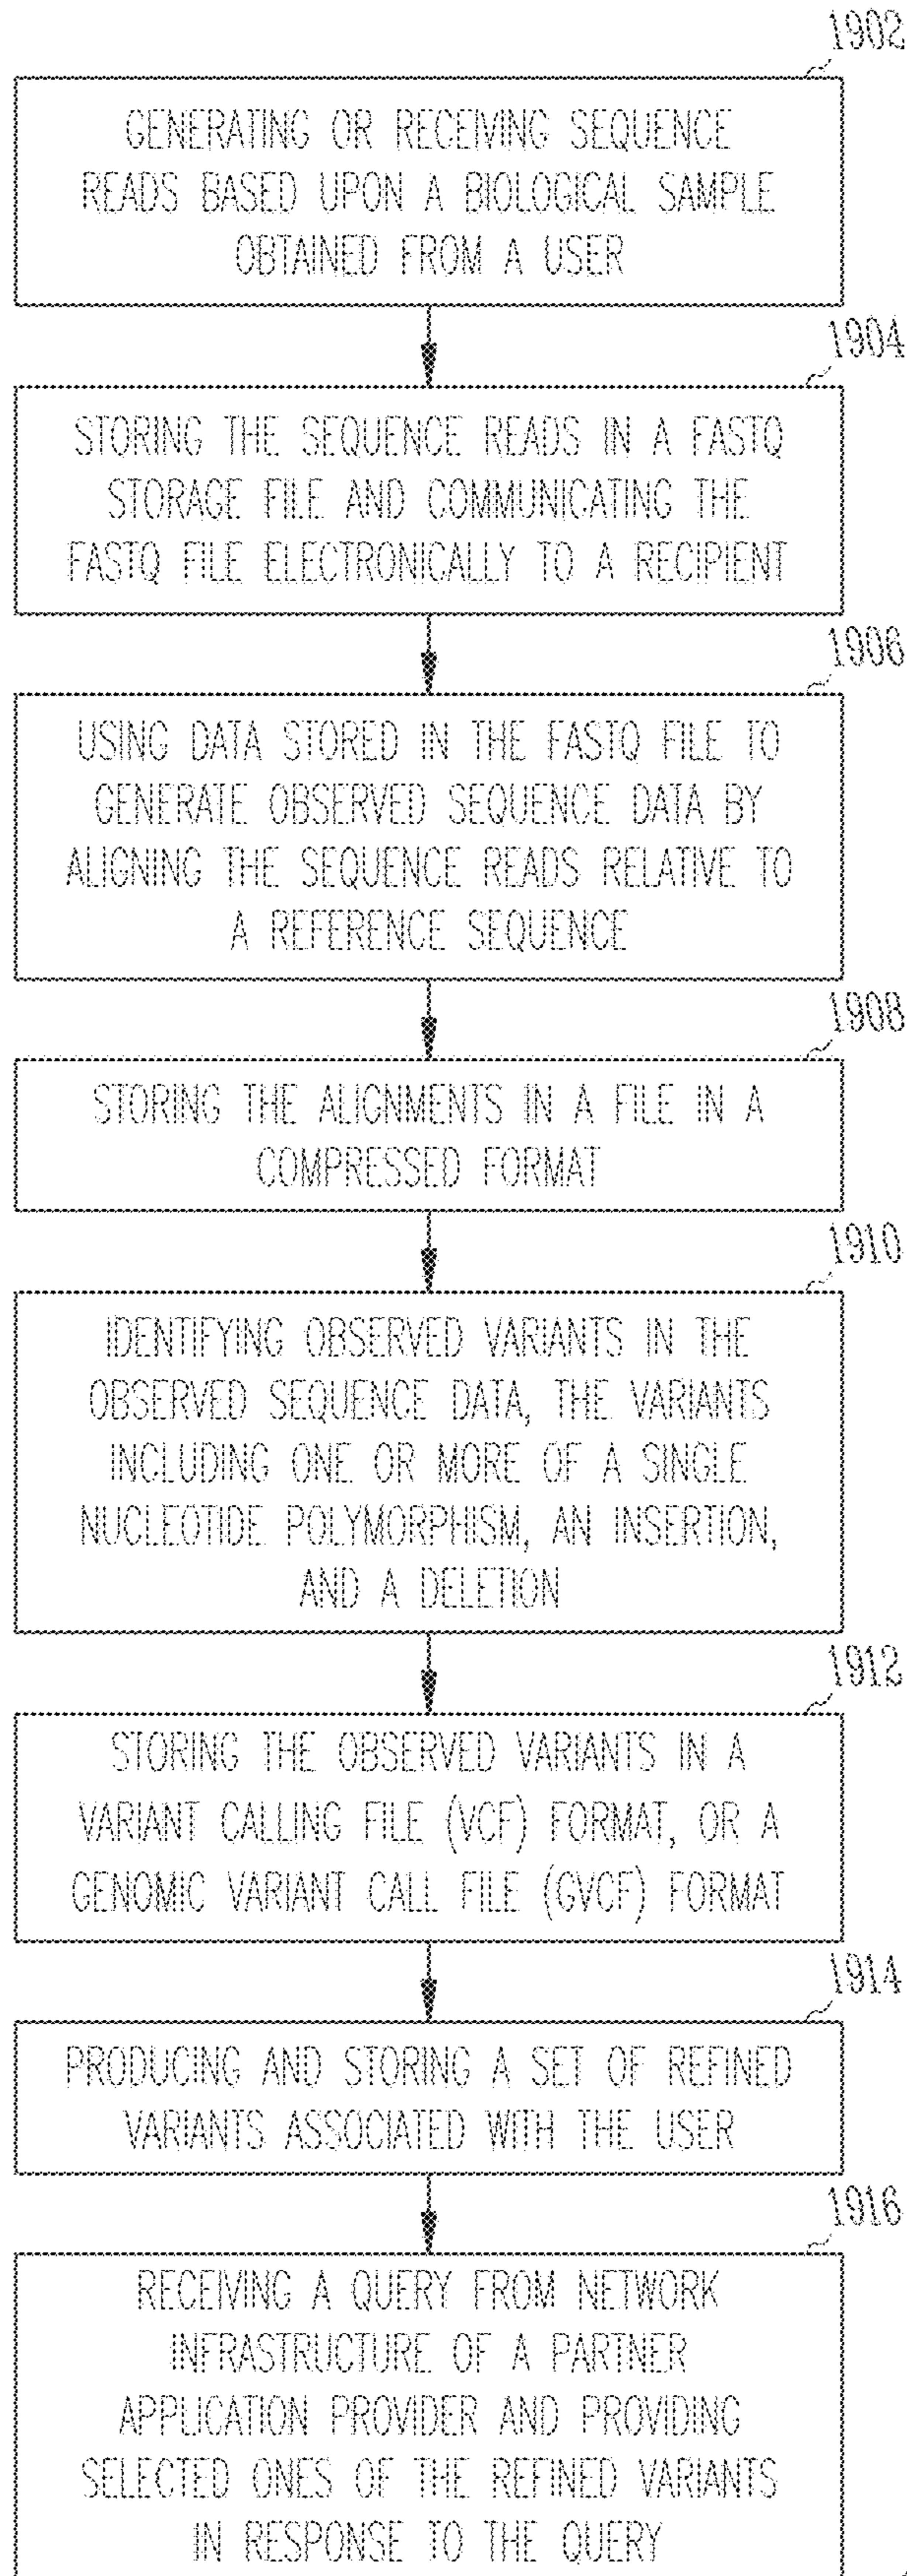 1902
GENERATING OR RECEIVING SEQUENCE
READS BASED UPON A BIOLOGICAL SAMPLE
OBTAINED FROM A USER
1904
STORING THE SEQUENCE READS IN A FASTQ
STORAGE FILE AND COMMUNICATING THE
FASTQ FILE ELECTRONICALLY TO A RECIPIENT
1906
USING DATA STORED IN THE FASTQ FILE TO
GENERATE OBSERVED SEQUENCE DATA BY
ALIGNING THE SEQUENCE READS RELATIVE TO
A REFERENCE SEQUENCE
1908
STORING THE ALIGNMENTS IN A FILE IN A
COMPRESSED FORMAT
1910
IDENTIFYING OBSERVED VARIANTS IN THE
OBSERVED SEQUENCE DATA, THE VARIANTS
INCLUDING ONE OR MORE OF A SINGLE
NUCLEOTIDE POLYMORPHISM, AN INSERTION,
AND A DELETION
1912
STORING THE OBSERVED VARIANTS IN A
VARIANT CALLING FILE (VCF) FORMAT, OR A
GENOMIC VARIANT CALL FILE (GVCF) FORMAT
1914
PRODUCING AND STORING A SET OF REFINED
VARIANTS ASSOCIATED WITH THE USER
1916
RECEIVING A QUERY FROM NETWORK
INFRASTRUCTURE OF A PARTNER
APPLICATION PROVIDER AND PROVIDING
SELECTED ONES OF THE REFINED VARIANTS
IN RESPONSE TO THE QUERY